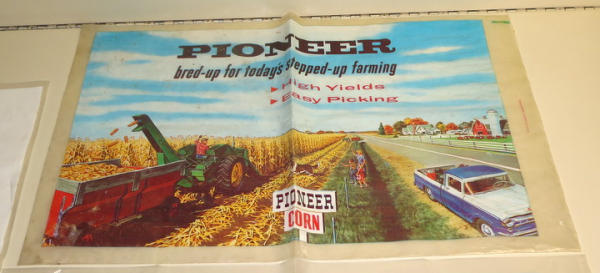 PIONEER
bred-up for today's stepped-up farming
High Yields
Easy Picking
PIONEER
CORN